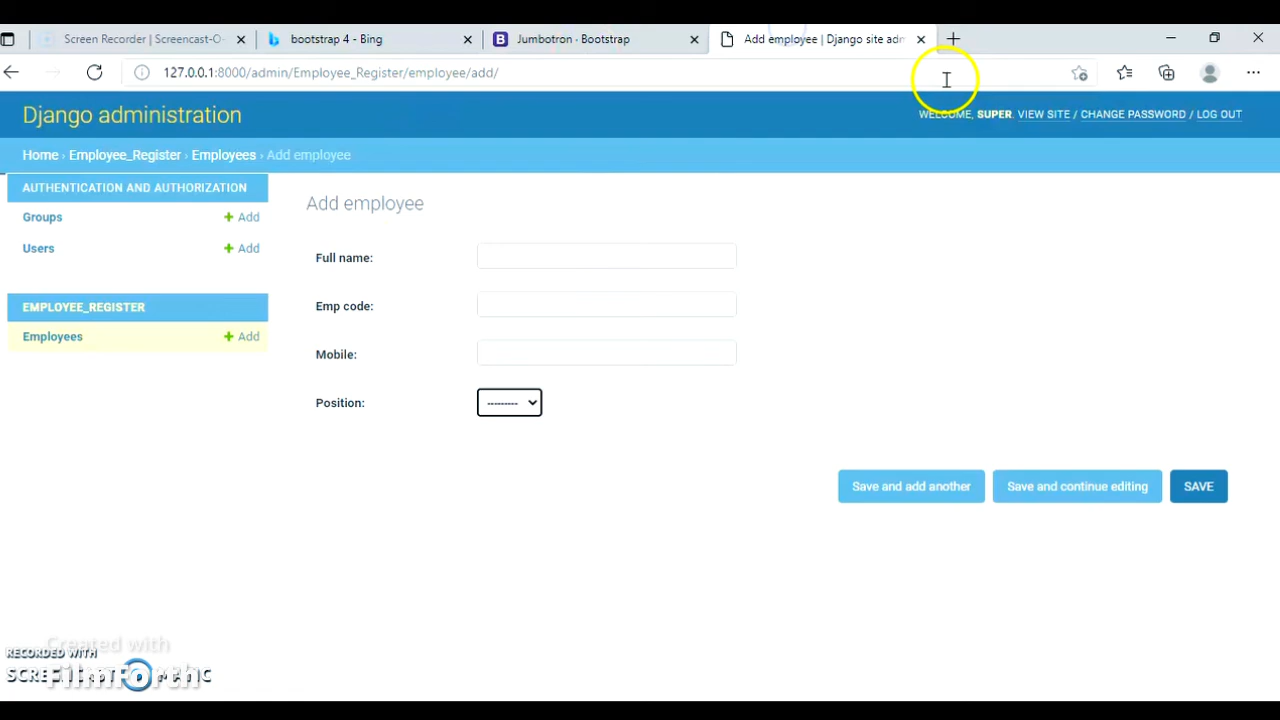 Screen Recorder | Screencast-O-
bootstrap 4 - Bing
Jumbotron · Bootstrap
Add employee | Django site adm
127.0.0.1:8000/admin/Employee_Register/employee/add/
Django administration
WELCOME, SUPER. VIEW SITE / CHANGE PASSWORD / LOG OUT
Home › Employee_Register › Employees › Add employee
AUTHENTICATION AND AUTHORIZATION
Groups + Add
Users + Add
EMPLOYEE_REGISTER
Employees + Add
Add employee
Full name:
Emp code:
Mobile:
Position: ---------
Save and add another Save and continue editing SAVE
Created with
RECORDED WITH